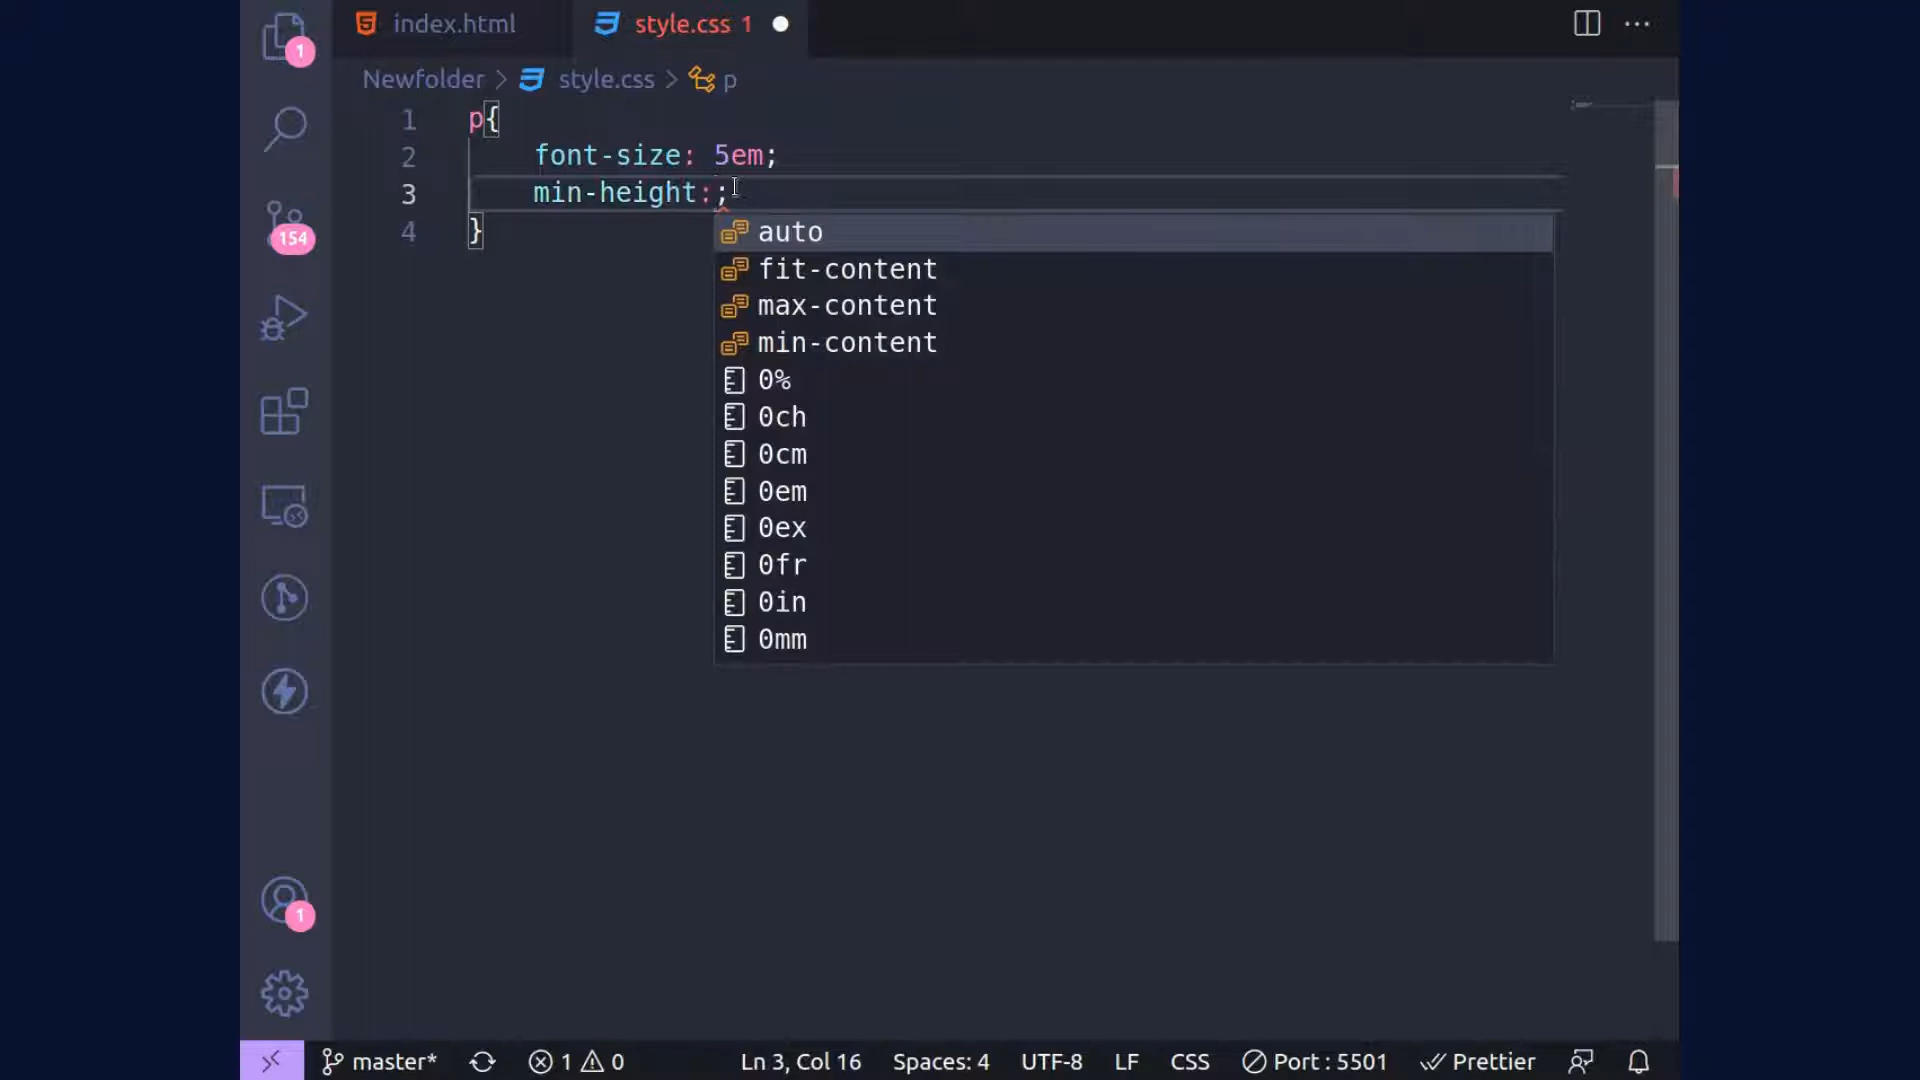 index.html
style.css 1
Newfolder > style.css > p
1 p{
2 font-size: 5em;
3 min-height:;
4 }
auto
fit-content
max-content
min-content
0%
0ch
0cm
0em
0ex
0fr
0in
0mm
1
154
1
master* 1 0 Ln 3, Col 16 Spaces: 4 UTF-8 LF CSS Port : 5501 Prettier